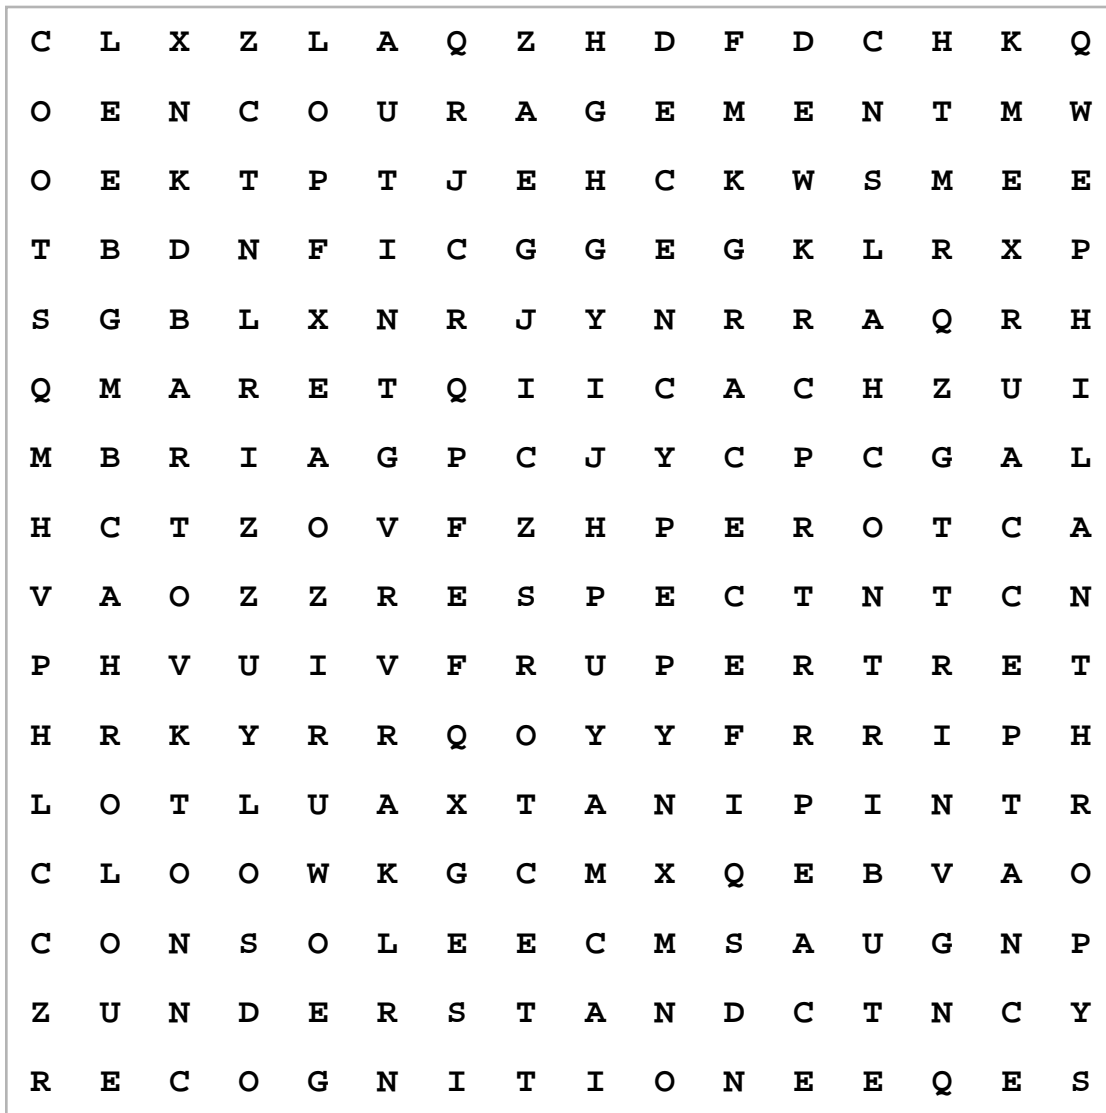 C L X Z L A Q Z H D F D C H K Q
O E N C O U R A G E M E N T M W
O E K T P T J E H C K W S M E E
T B D N F I C G G E G K L R X P
S G B L X N R J Y N R R A Q R H
Q M A R E T Q I I C A C H Z U I
M B R I A G P C J Y C P C G A L
H C T Z O V F Z H P E R O T C A
V A O Z Z R E S P E C T N T C N
P H V U I V F R U P E R T R E T
H R K Y R R Q O Y Y F R R I P H
L O T L U A X T A N I P I N T R
C L O O W K G C M X Q E B V A O
C O N S O L E E C M S A U G N P
Z U N D E R S T A N D C T N C Y
R E C O G N I T I O N E E Q E S